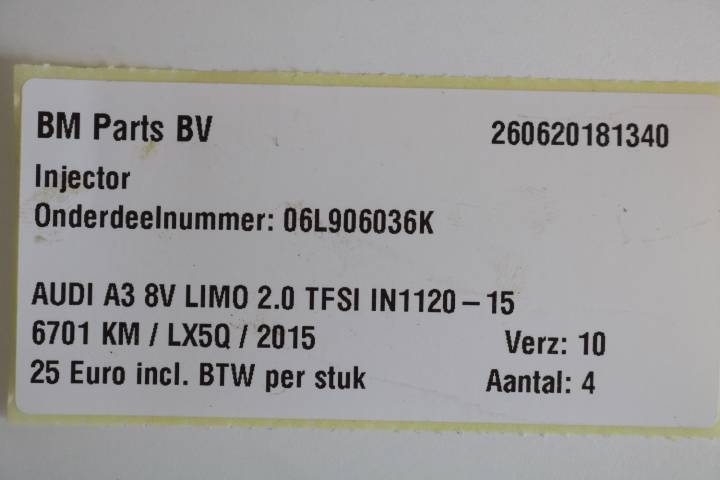 BM Parts BV 260620181340
Injector
Onderdeelnummer: 06L906036K
AUDI A3 8V LIMO 2.0 TFSI IN1120-15
6701 KM / LX5Q / 2015 Verz: 10
25 Euro incl. BTW per stuk Aantal: 4